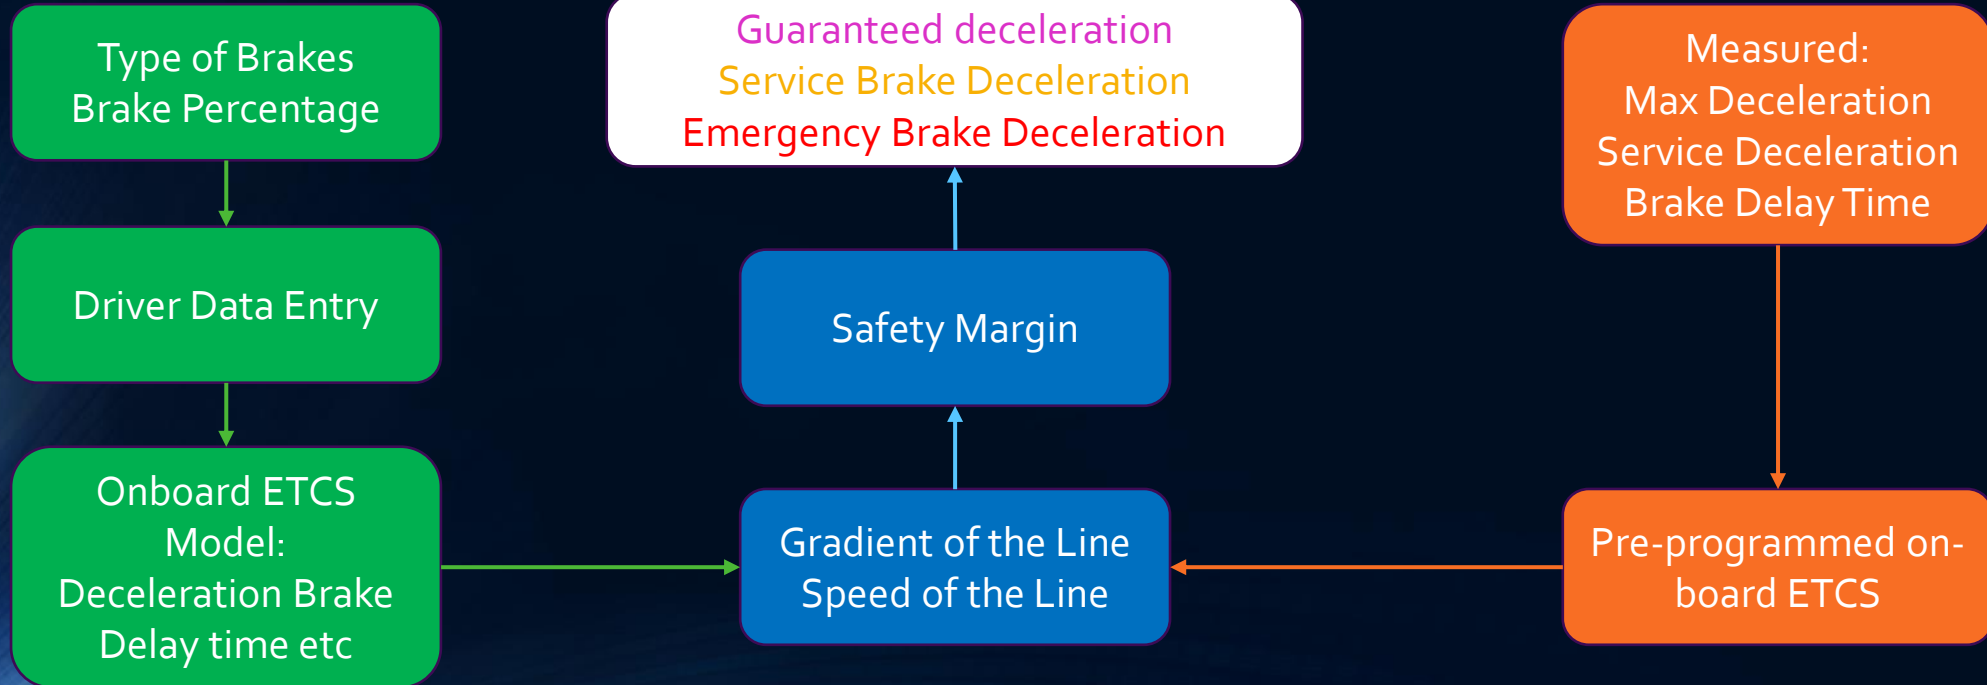 Type of Brakes
Brake Percentage
Driver Data Entry
Onboard ETCS
Model:
Deceleration Brake
Delay time etc
Guaranteed deceleration
Service Brake Deceleration
Emergency Brake Deceleration
Safety Margin
Gradient of the Line
Speed of the Line
Measured:
Max Deceleration
Service Deceleration
Brake Delay Time
Pre-programmed on-
board ETCS